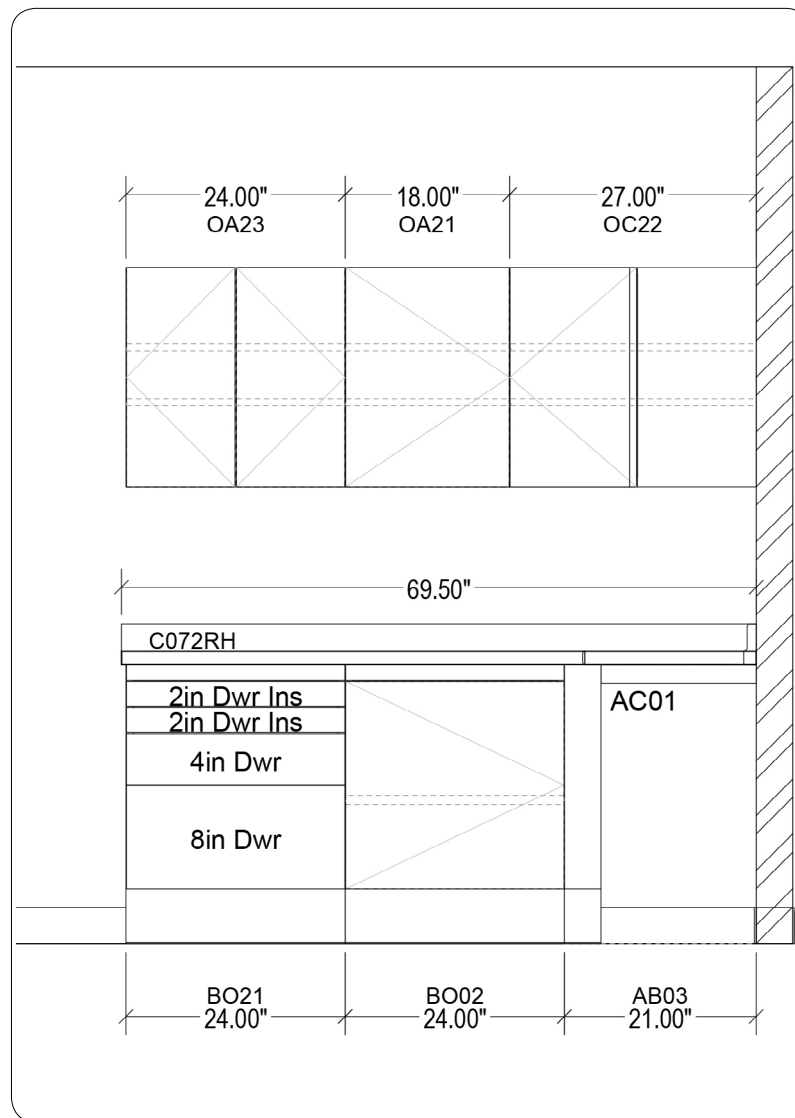 24.00" 18.00" 27.00"
OA23 OA21 OC22
69.50"
C072RH
2in Dwr Ins
AC01
2in Dwr Ins
4in Dwr
8in Dwr
BO21 BO02 AB03
24.00" 24.00" 21.00"